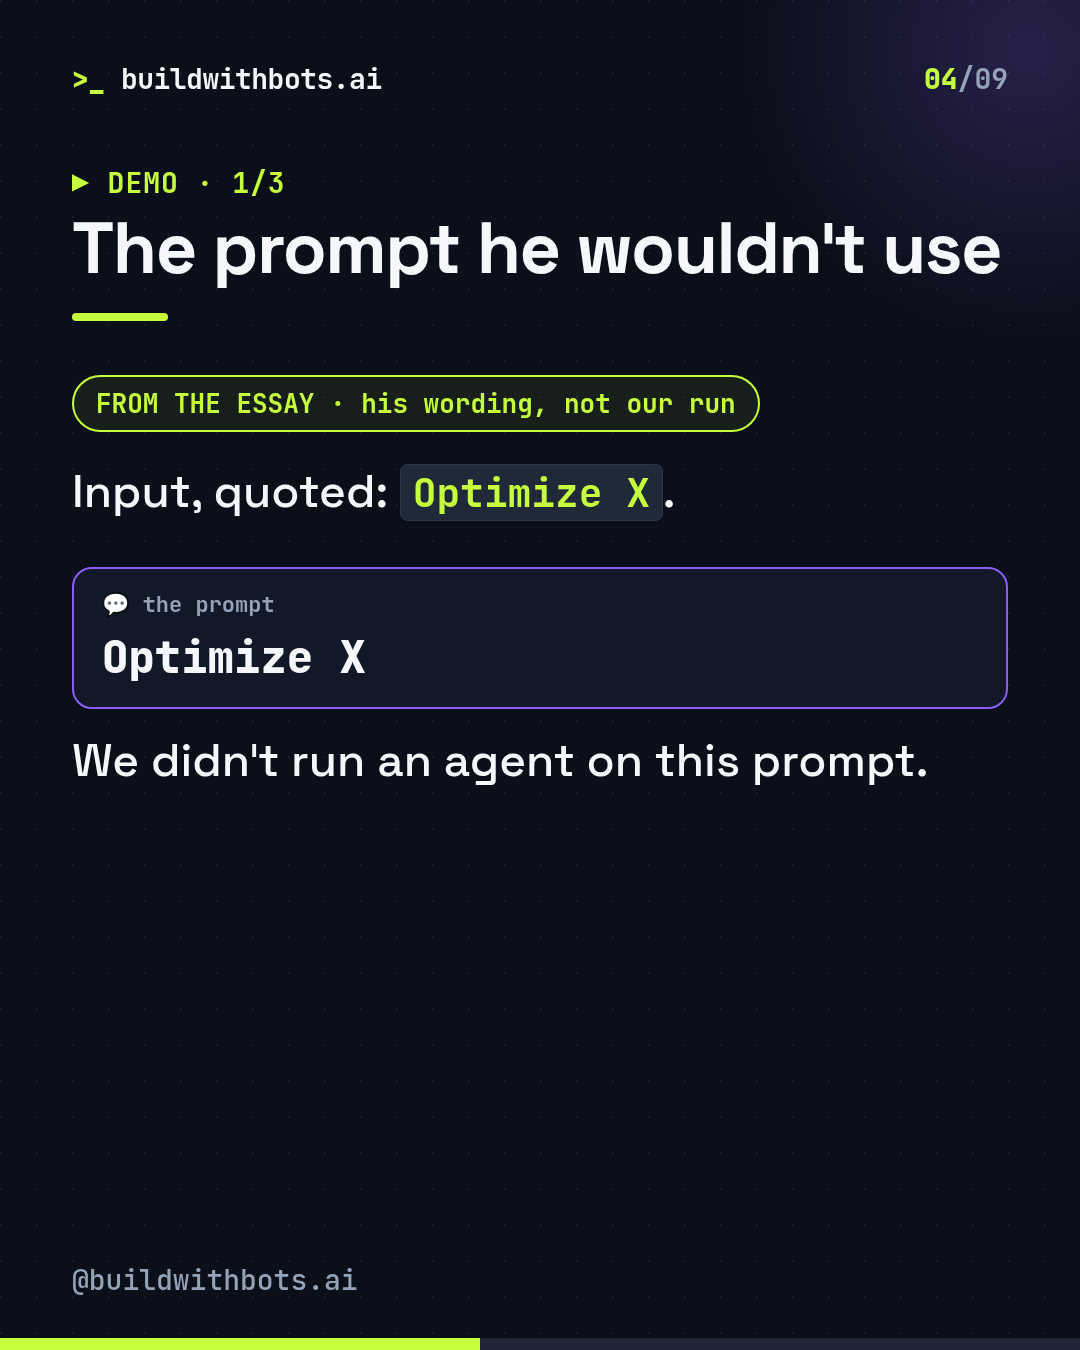 >_ buildwithbots.ai
04/09
▶ DEMO · 1/3
The prompt he wouldn't use
FROM THE ESSAY · his wording, not our run
Input, quoted: Optimize X.
💬 the prompt
Optimize X
We didn't run an agent on this prompt.
@buildwithbots.ai